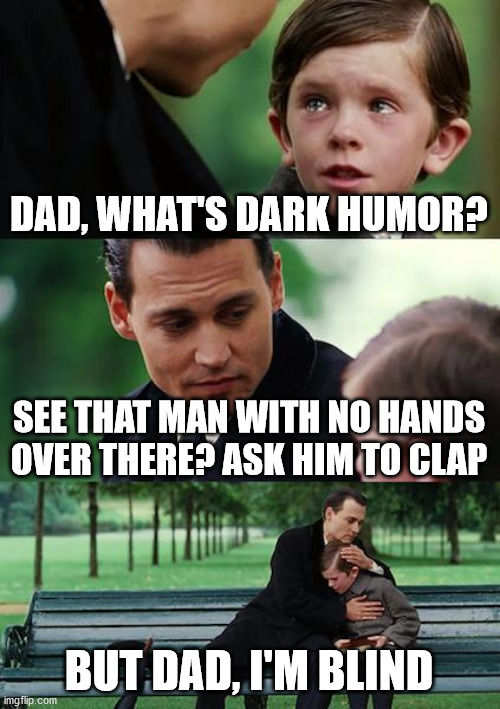 DAD, WHAT'S DARK HUMOR?
SEE THAT MAN WITH NO HANDS
OVER THERE? ASK HIM TO CLAP
BUT DAD, I'M BLIND
imgflip.com